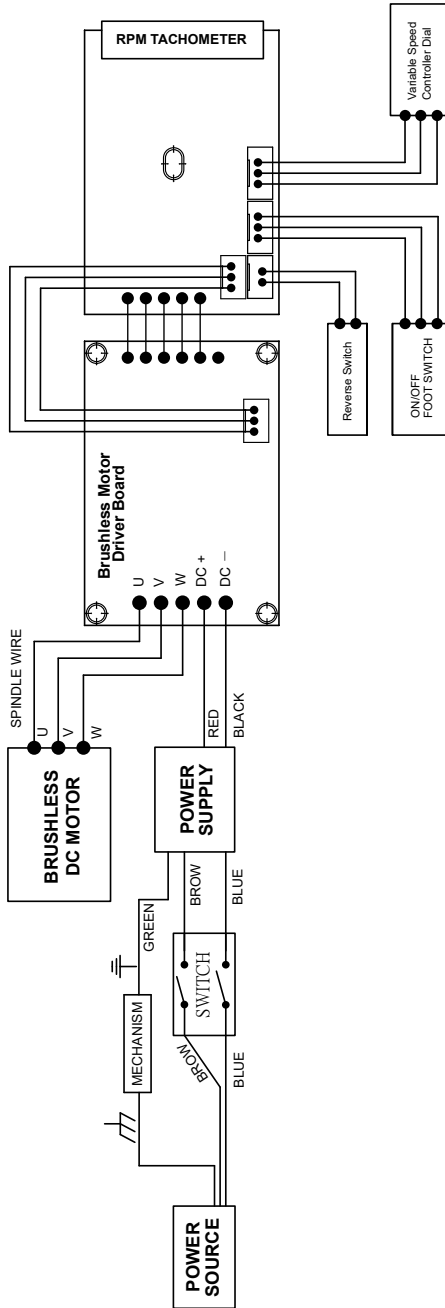 RPM TACHOMETER
Variable Speed
Controller Dial
Reverse Switch
ON/OFF
FOOT SWITCH
Brushless Motor
Driver Board
U
V
W
DC +
DC −
SPINDLE WIRE
U
V
W
BRUSHLESS
DC MOTOR
RED
BLACK
POWER
SUPPLY
GREEN
BROW
BLUE
MECHANISM
SWITCH
BROW
BLUE
POWER
SOURCE